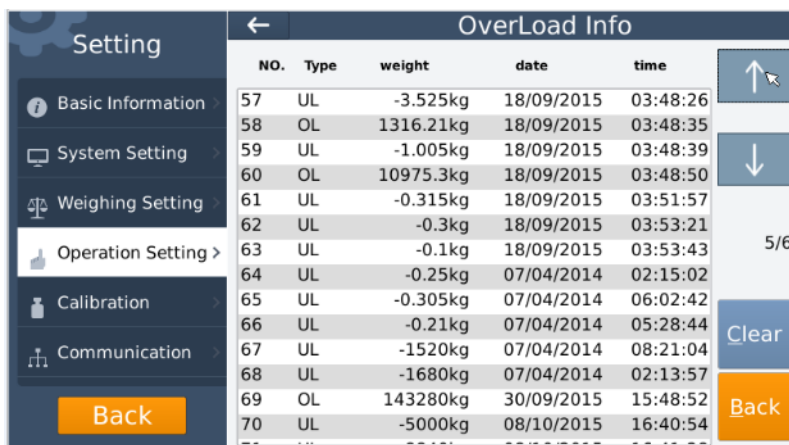 Setting
Basic Information
System Setting
Weighing Setting
Operation Setting
Calibration
Communication
Back
OverLoad Info
NO. Type weight date time
57 UL -3.525kg 18/09/2015 03:48:26
58 OL 1316.21kg 18/09/2015 03:48:35
59 UL -1.005kg 18/09/2015 03:48:39
60 OL 10975.3kg 18/09/2015 03:48:50
61 UL -0.315kg 18/09/2015 03:51:57
62 UL -0.3kg 18/09/2015 03:53:21
63 UL -0.1kg 18/09/2015 03:53:43
64 UL -0.25kg 07/04/2014 02:15:02
65 UL -0.305kg 07/04/2014 06:02:42
66 UL -0.21kg 07/04/2014 05:28:44
67 UL -1520kg 07/04/2014 08:21:04
68 UL -1680kg 07/04/2014 02:13:57
69 OL 143280kg 30/09/2015 15:48:52
70 UL -5000kg 08/10/2015 16:40:54
5/6
Clear
Back